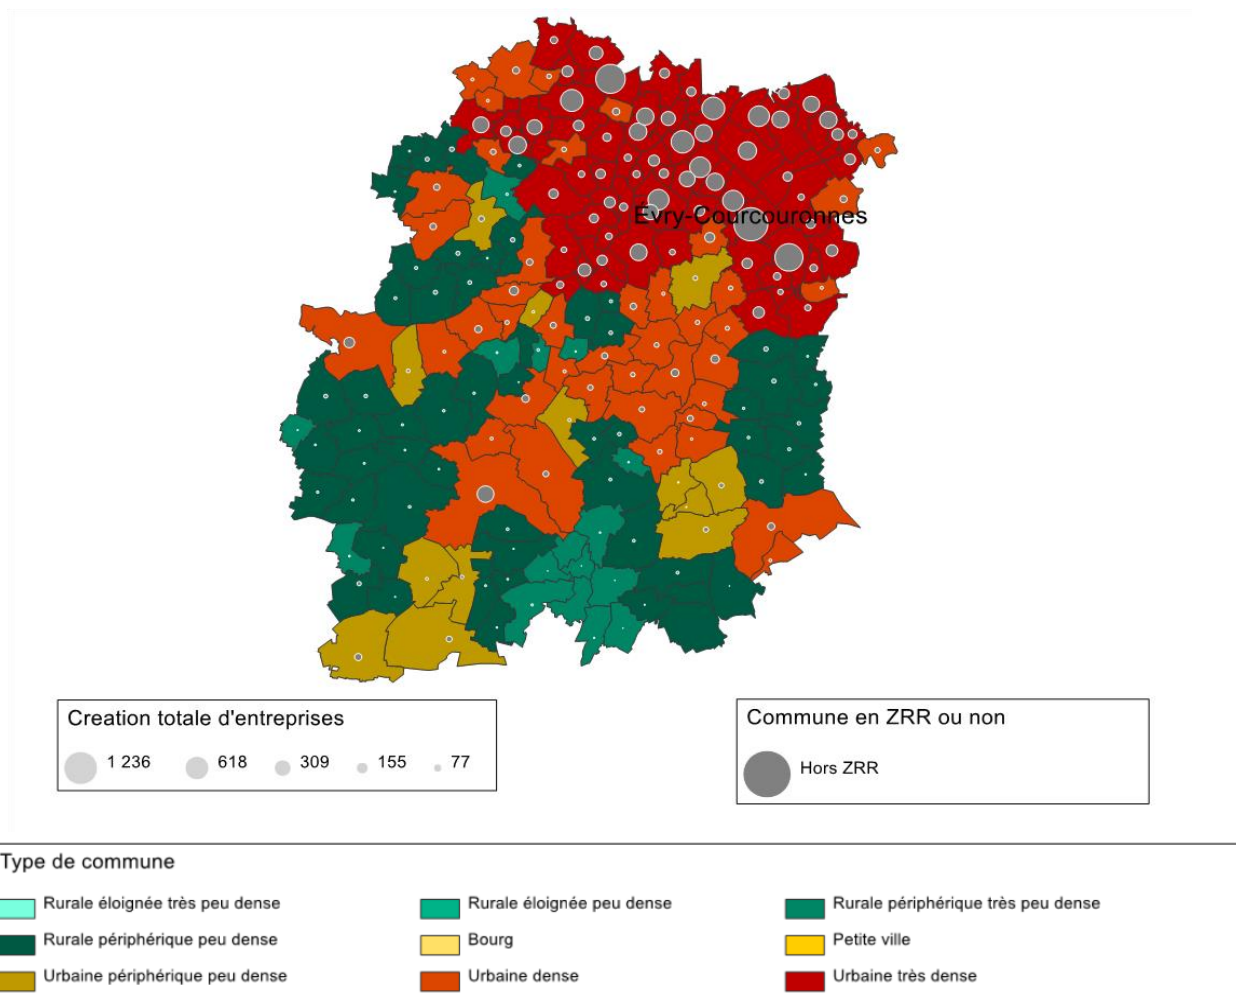 Evry-Courcouronnes
Creation totale d'entreprises
1 236 618 309 155 77
Commune en ZRR ou non
Hors ZRR
Type de commune
Rurale éloignée très peu dense Rurale éloignée peu dense Rurale périphérique très peu dense
Rurale périphérique peu dense Bourg Petite ville
Urbaine périphérique peu dense Urbaine dense Urbaine très dense